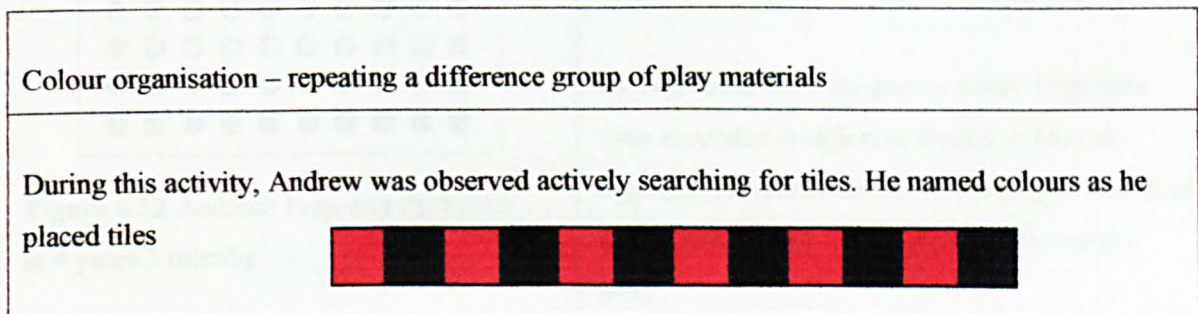 Colour organisation – repeating a difference group of play materials
During this activity, Andrew was observed actively searching for tiles. He named colours as he
placed tiles